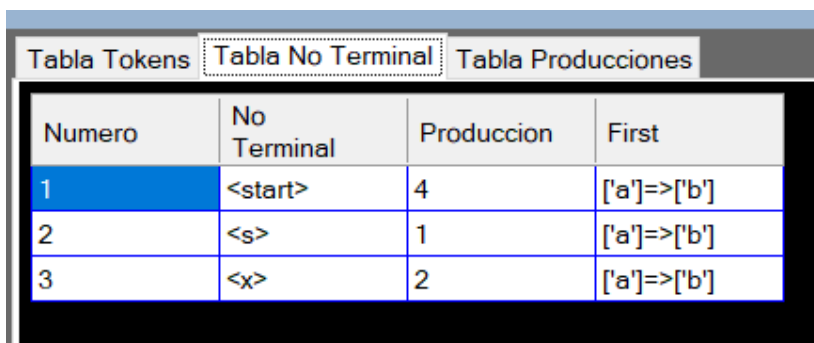 Tabla Tokens Tabla No Terminal Tabla Producciones
Numero No Terminal Produccion First
1 <start> 4 ['a']=>['b']
2 <s> 1 ['a']=>['b']
3 <x> 2 ['a']=>['b']